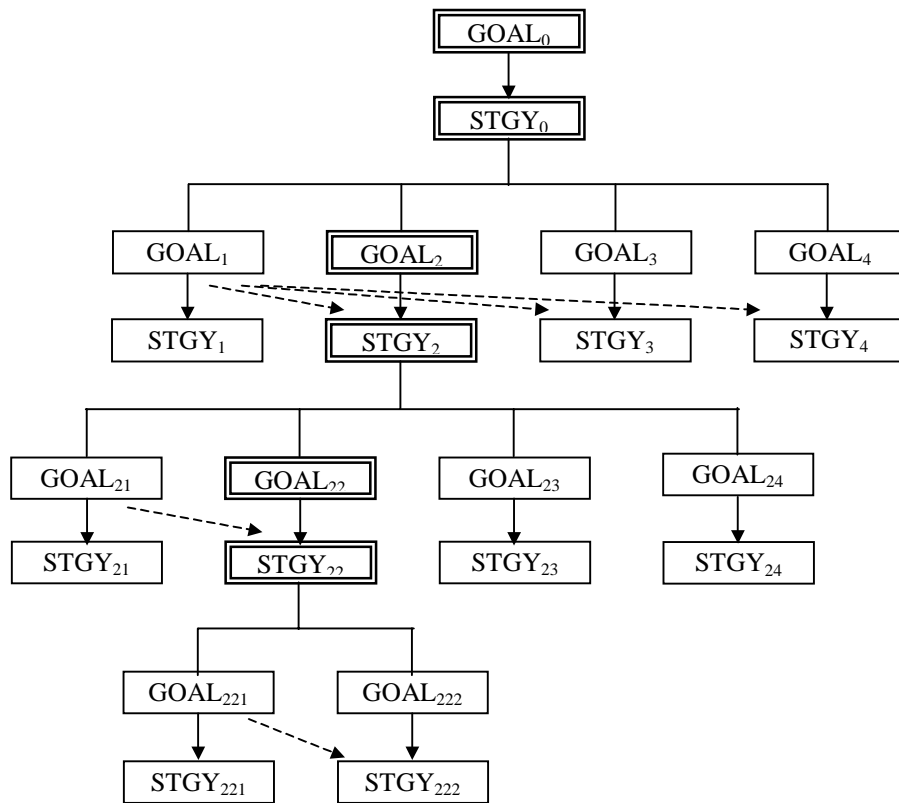 GOAL₀
STGY₀
GOAL₁ GOAL₂ GOAL₃ GOAL₄
STGY₁ STGY₂ STGY₃ STGY₄
GOAL₂₁ GOAL₂₂ GOAL₂₃ GOAL₂₄
STGY₂₁ STGY₂₂ STGY₂₃ STGY₂₄
GOAL₂₂₁ GOAL₂₂₂
STGY₂₂₁ STGY₂₂₂